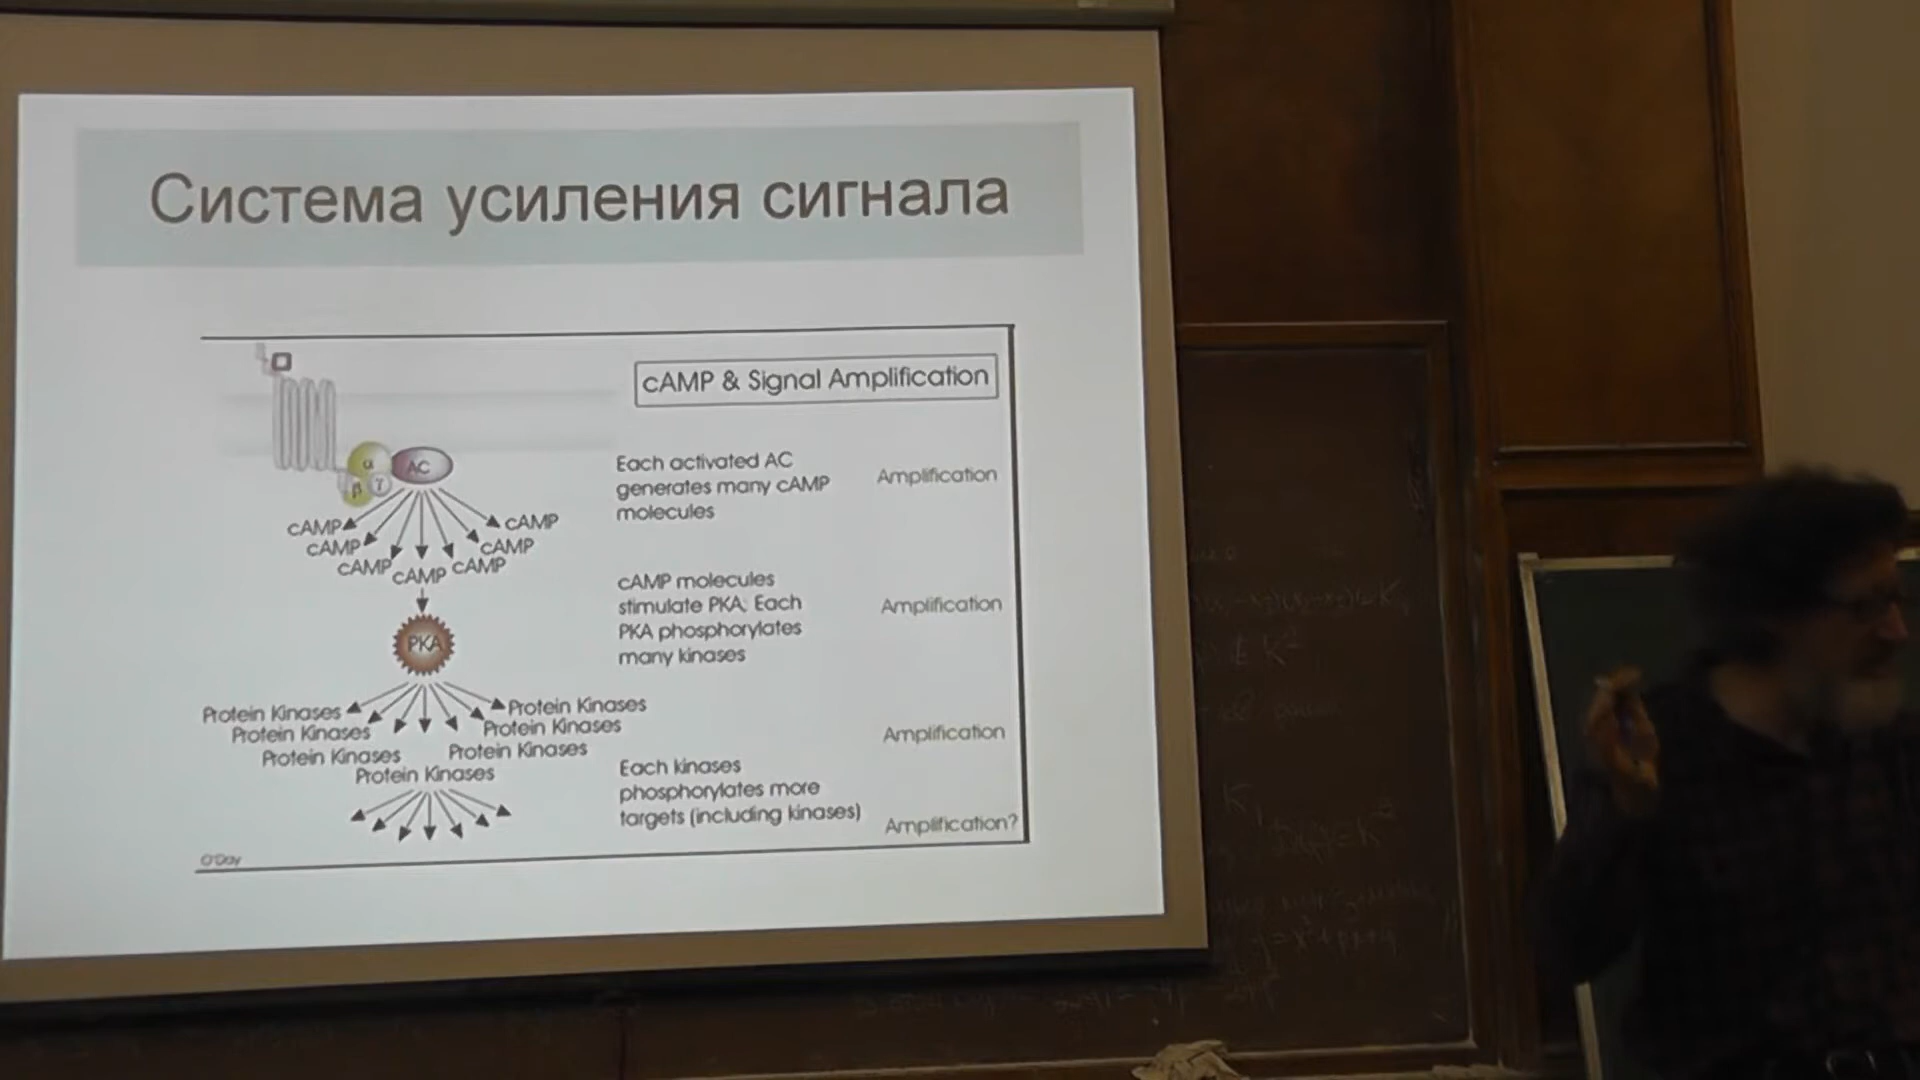 Система усиления сигнала
cAMP & Signal Amplification
α
AC
β
γ
Each activated AC
generates many cAMP
molecules
Amplification
cAMP
cAMP
cAMP
cAMP
cAMP
cAMP
cAMP
cAMP molecules
stimulate PKA. Each
PKA phosphorylates
many kinases
Amplification
PKA
Protein Kinases
Protein Kinases
Protein Kinases
Protein Kinases
Protein Kinases
Protein Kinases
Protein Kinases
Amplification
Each kinases
phosphorylates more
targets (including kinases)
Amplification?
O'Day